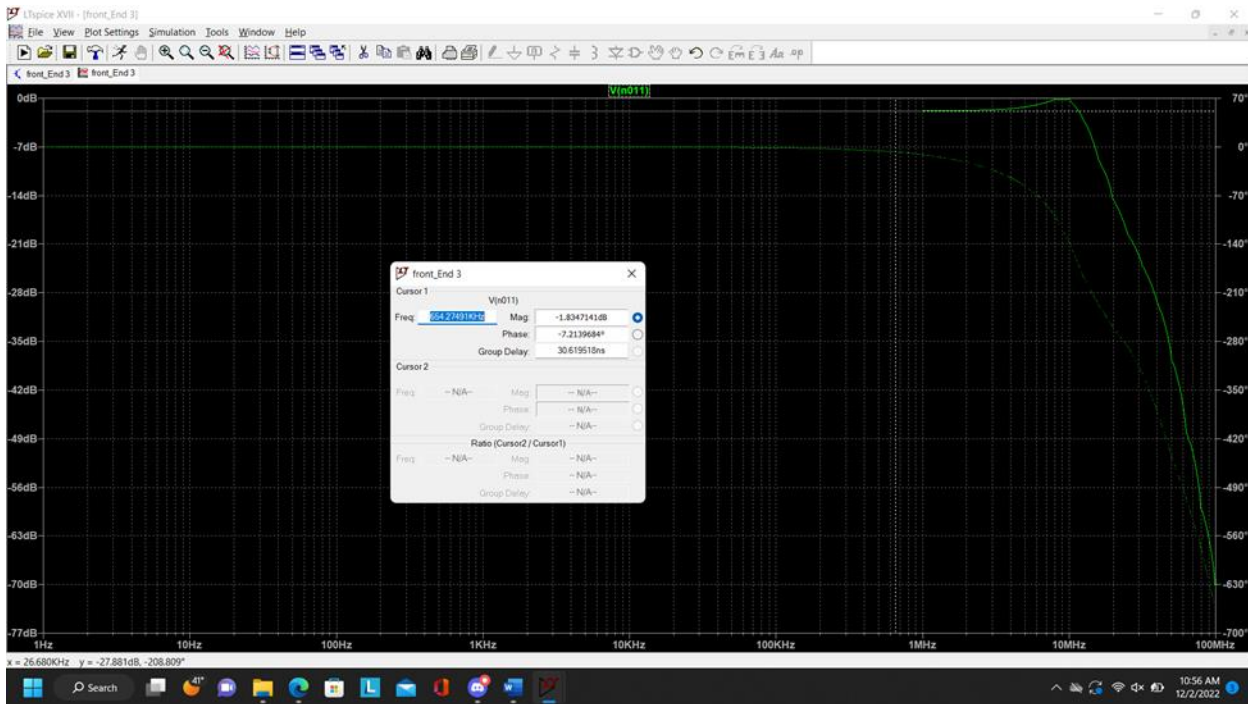 LTspice XVII - [front_End 3]
File View Plot Settings Simulation Tools Window Help
front_End 3 front_End 3
V(n011)
0dB 70°
-7dB 0°
-14dB -70°
-21dB -140°
-28dB -210°
-35dB -280°
-42dB -350°
-49dB -420°
-56dB -490°
-63dB -560°
-70dB -630°
-77dB -700°
1Hz 10Hz 100Hz 1KHz 10KHz 100KHz 1MHz 10MHz 100MHz
front_End 3
Cursor 1
V(n011)
Freq: 654.27491KHz Mag: -1.8347141dB
Phase: -7.2139684°
Group Delay: 30.619518ns
Cursor 2
Freq: -- N/A-- Mag: -- N/A--
Phase: -- N/A--
Group Delay: -- N/A--
Ratio (Cursor2 / Cursor1)
Freq: -- N/A-- Mag: -- N/A--
Phase: -- N/A--
Group Delay: -- N/A--
x = 26.680KHz y = -27.881dB, -208.809°
Search
41°
10:56 AM
12/2/2022